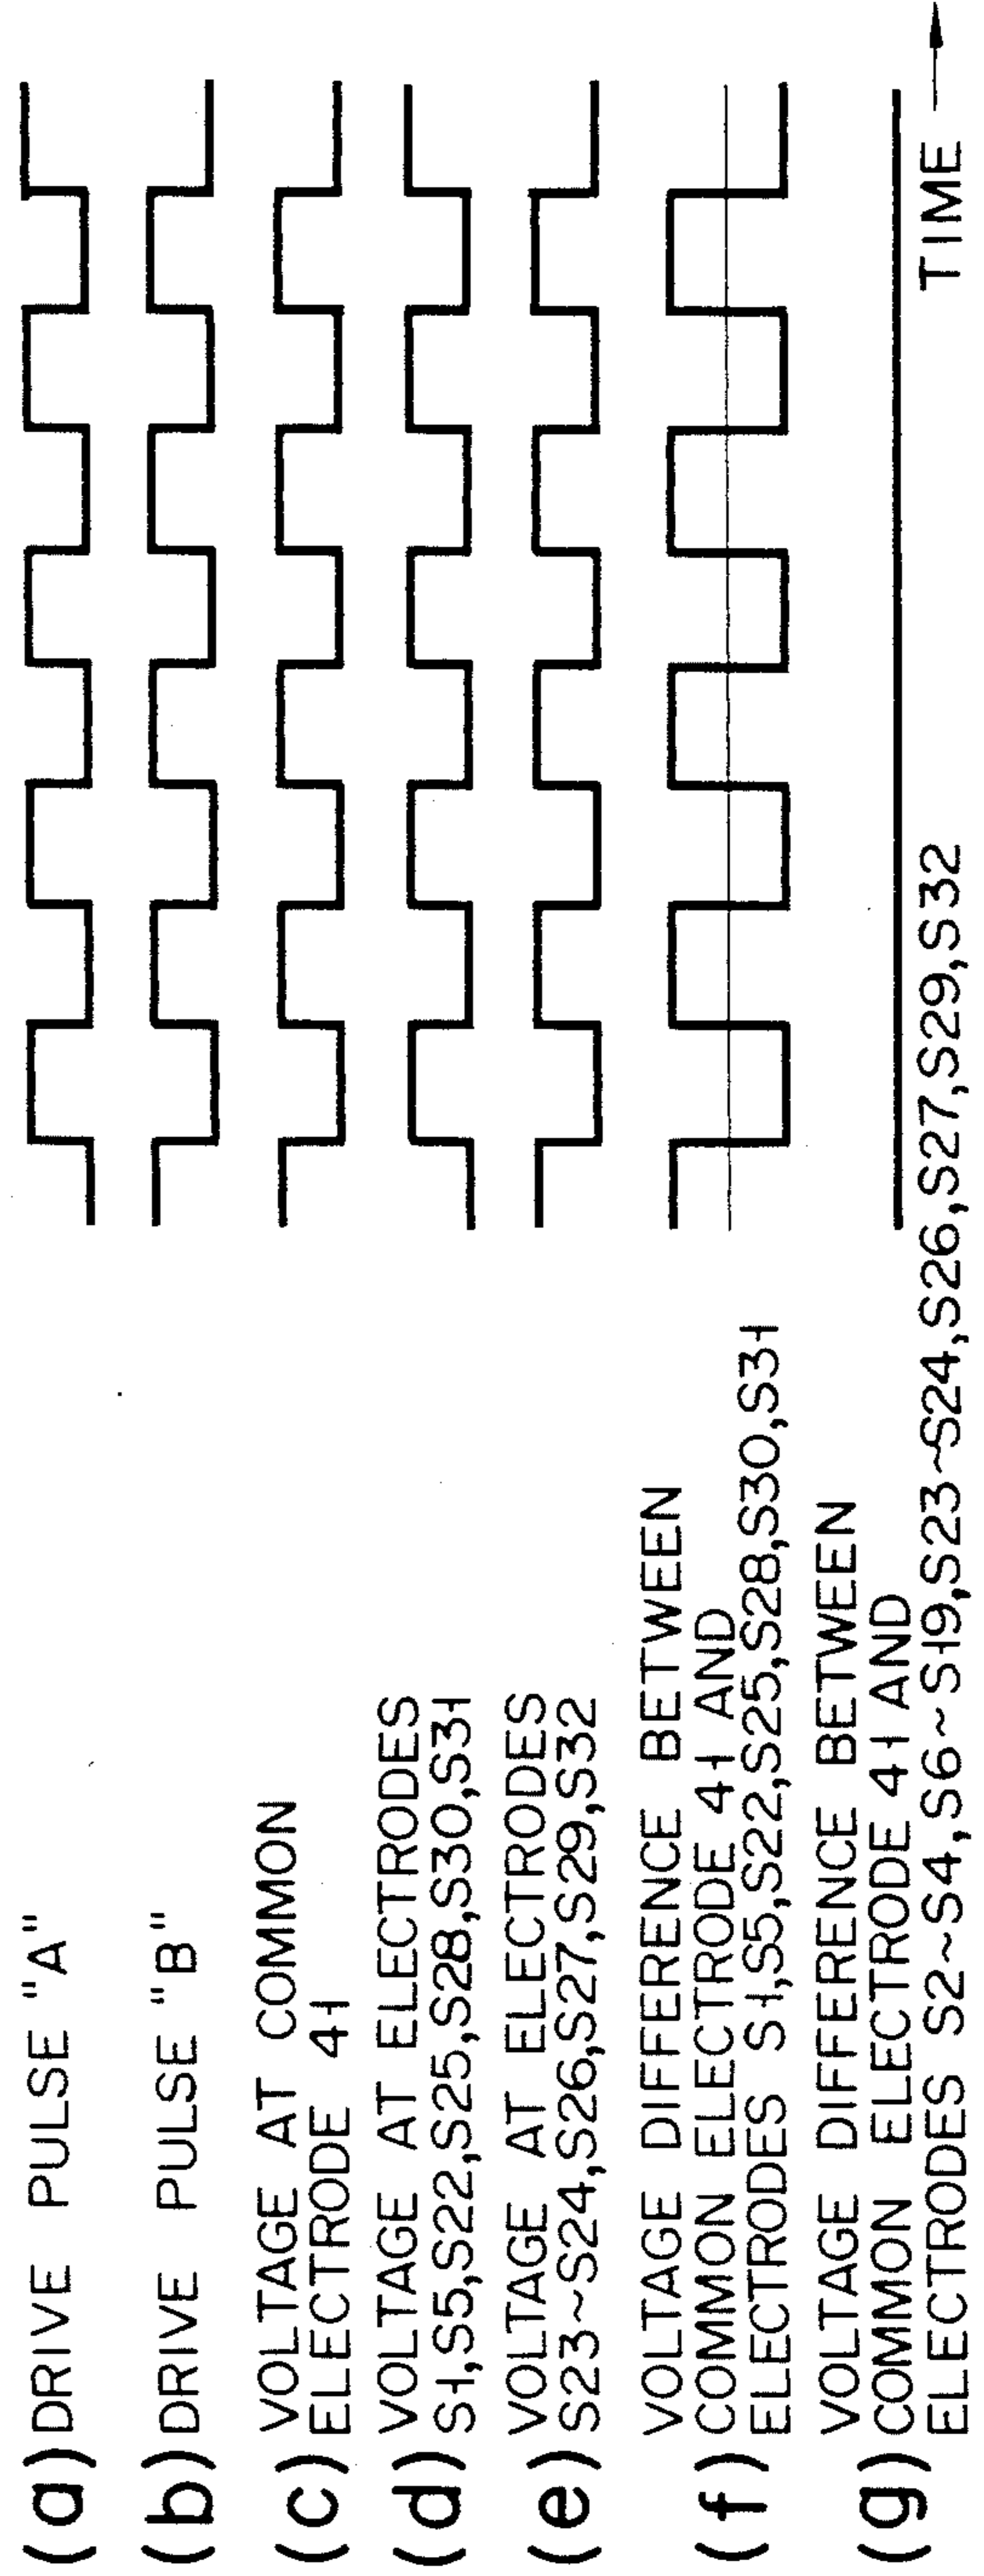 (a) DRIVE PULSE "A"
(b) DRIVE PULSE "B"
(c) VOLTAGE AT COMMON
ELECTRODE 41
(d) VOLTAGE AT ELECTRODES
S1,S5,S22,S25,S28,S30,S31
(e) VOLTAGE AT ELECTRODES
S23~S24,S26,S27,S29,S32
(f) VOLTAGE DIFFERENCE BETWEEN
COMMON ELECTRODE 41 AND
ELECTRODES S1,S5,S22,S25,S28,S30,S31
(g) VOLTAGE DIFFERENCE BETWEEN
COMMON ELECTRODE 41 AND
ELECTRODES S2~S4,S6~S19,S23~S24,S26,S27,S29,S32
TIME